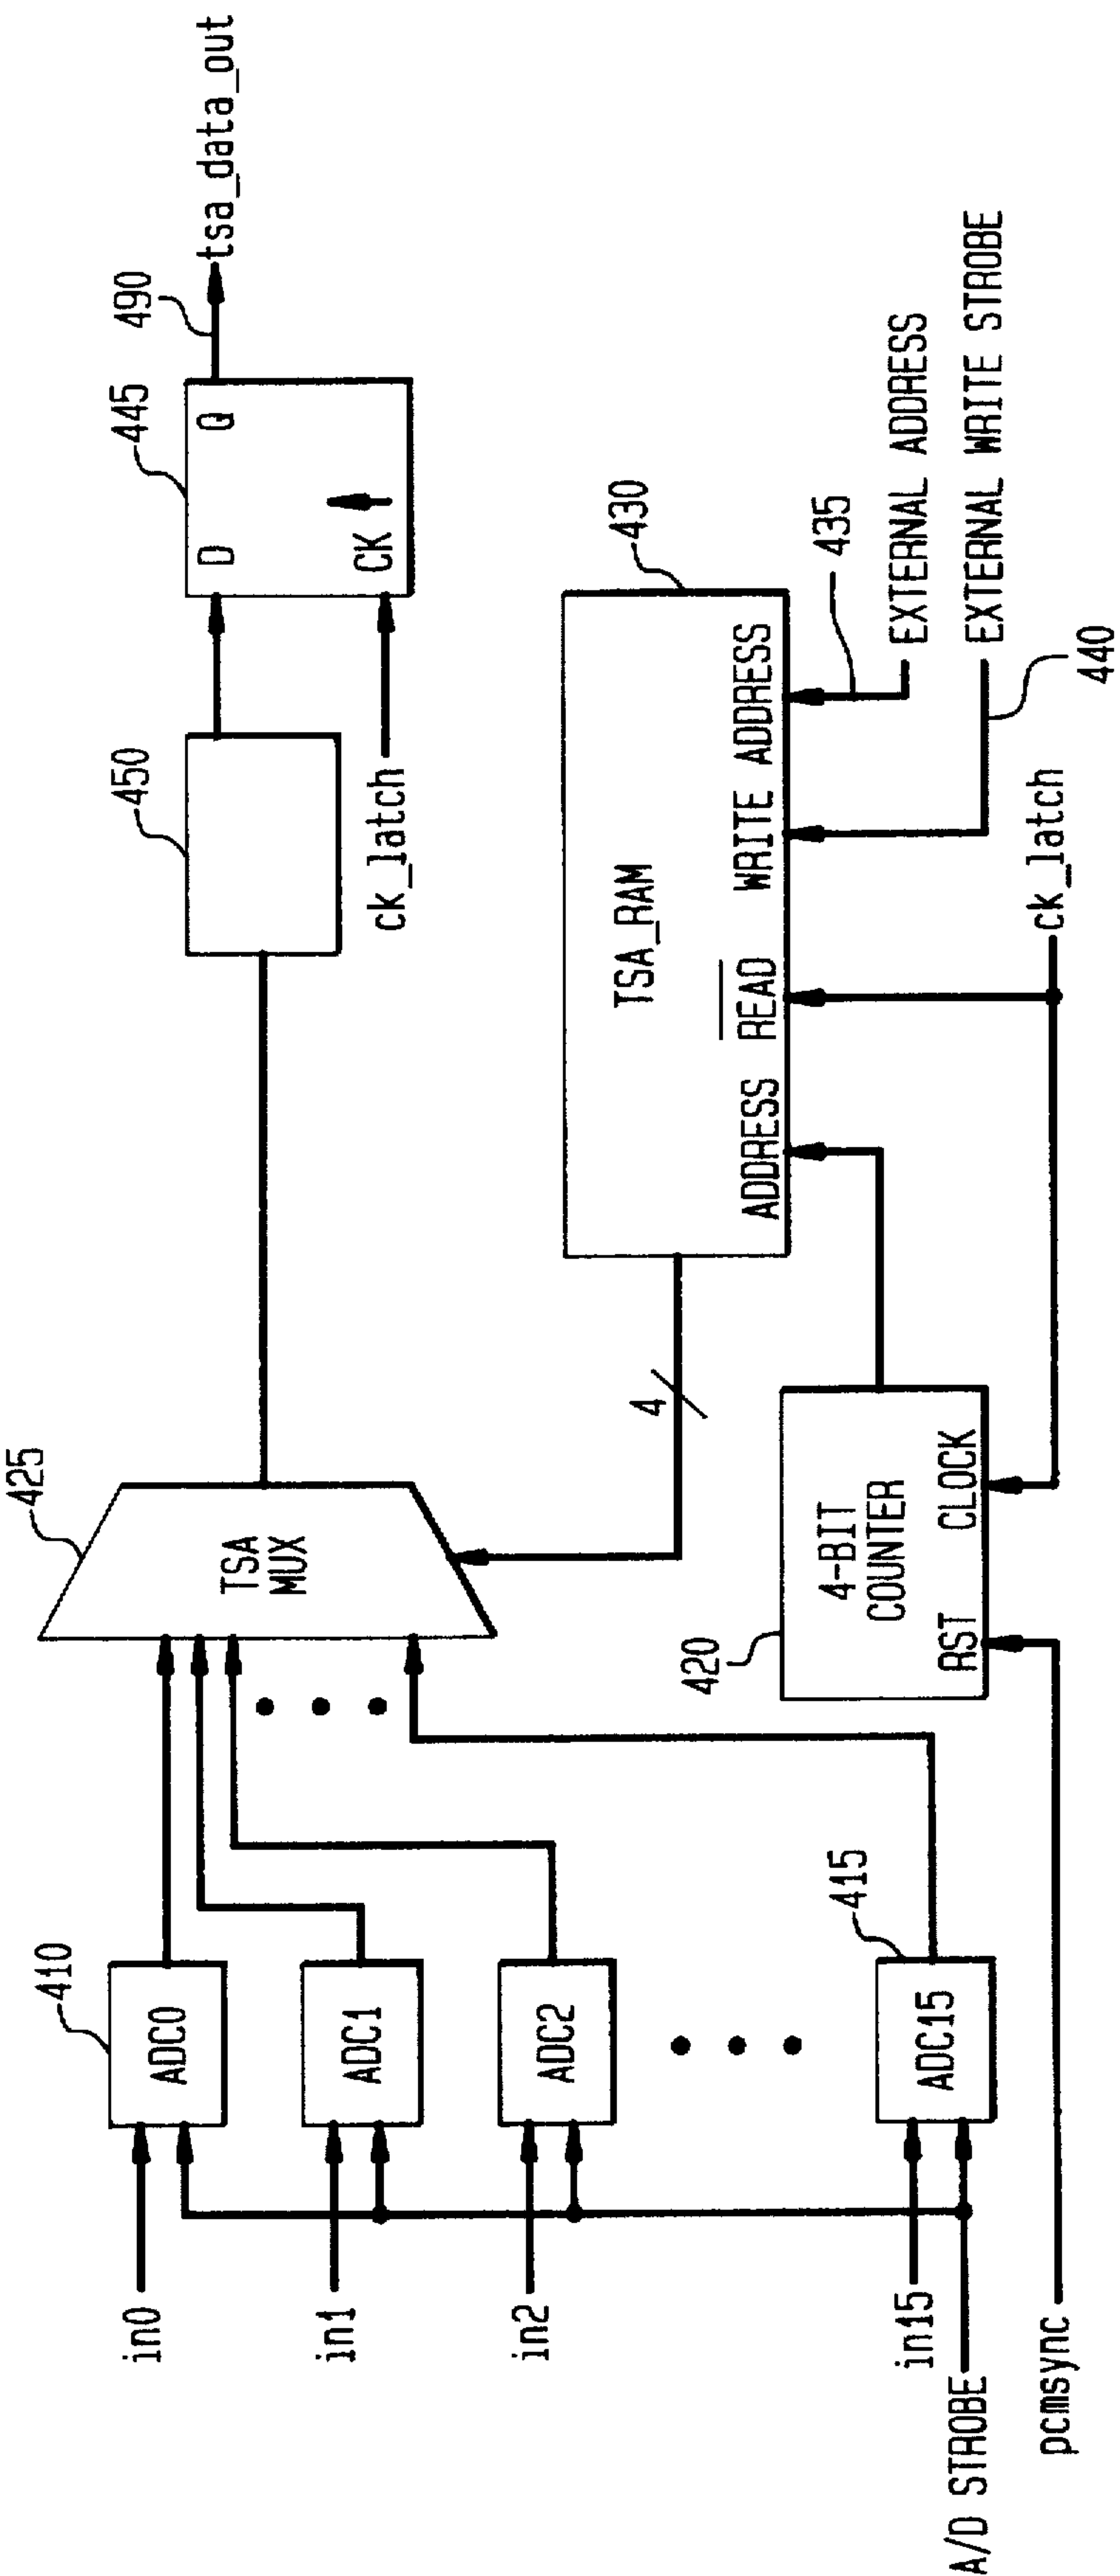 in0
in1
in2
in15
A/D STROBE
pcmsync
410
ADC0
ADC1
ADC2
415
ADC15
425
TSA
MUX
420
4-BIT
COUNTER
RST
CLOCK
4
430
TSA_RAM
ADDRESS
READ
WRITE ADDRESS
435
EXTERNAL ADDRESS
EXTERNAL WRITE STROBE
440
ck_latch
450
ck_latch
445
D
Q
CK
490
tsa_data_out